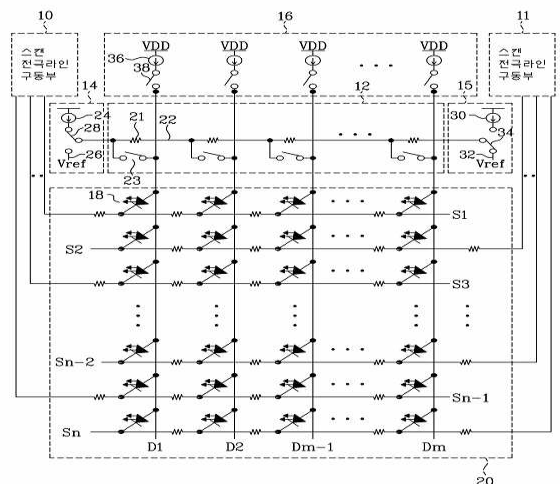 10
16
11
스캔
전극라인
구동부
36
38
VDD
VDD
VDD
VDD
스캔
전극라인
구동부
14
12
15
24
28
26
Vref
21
22
23
30
34
32
Vref
18
S1
S2
S3
Sn-2
Sn-1
Sn
D1
D2
Dm-1
Dm
20